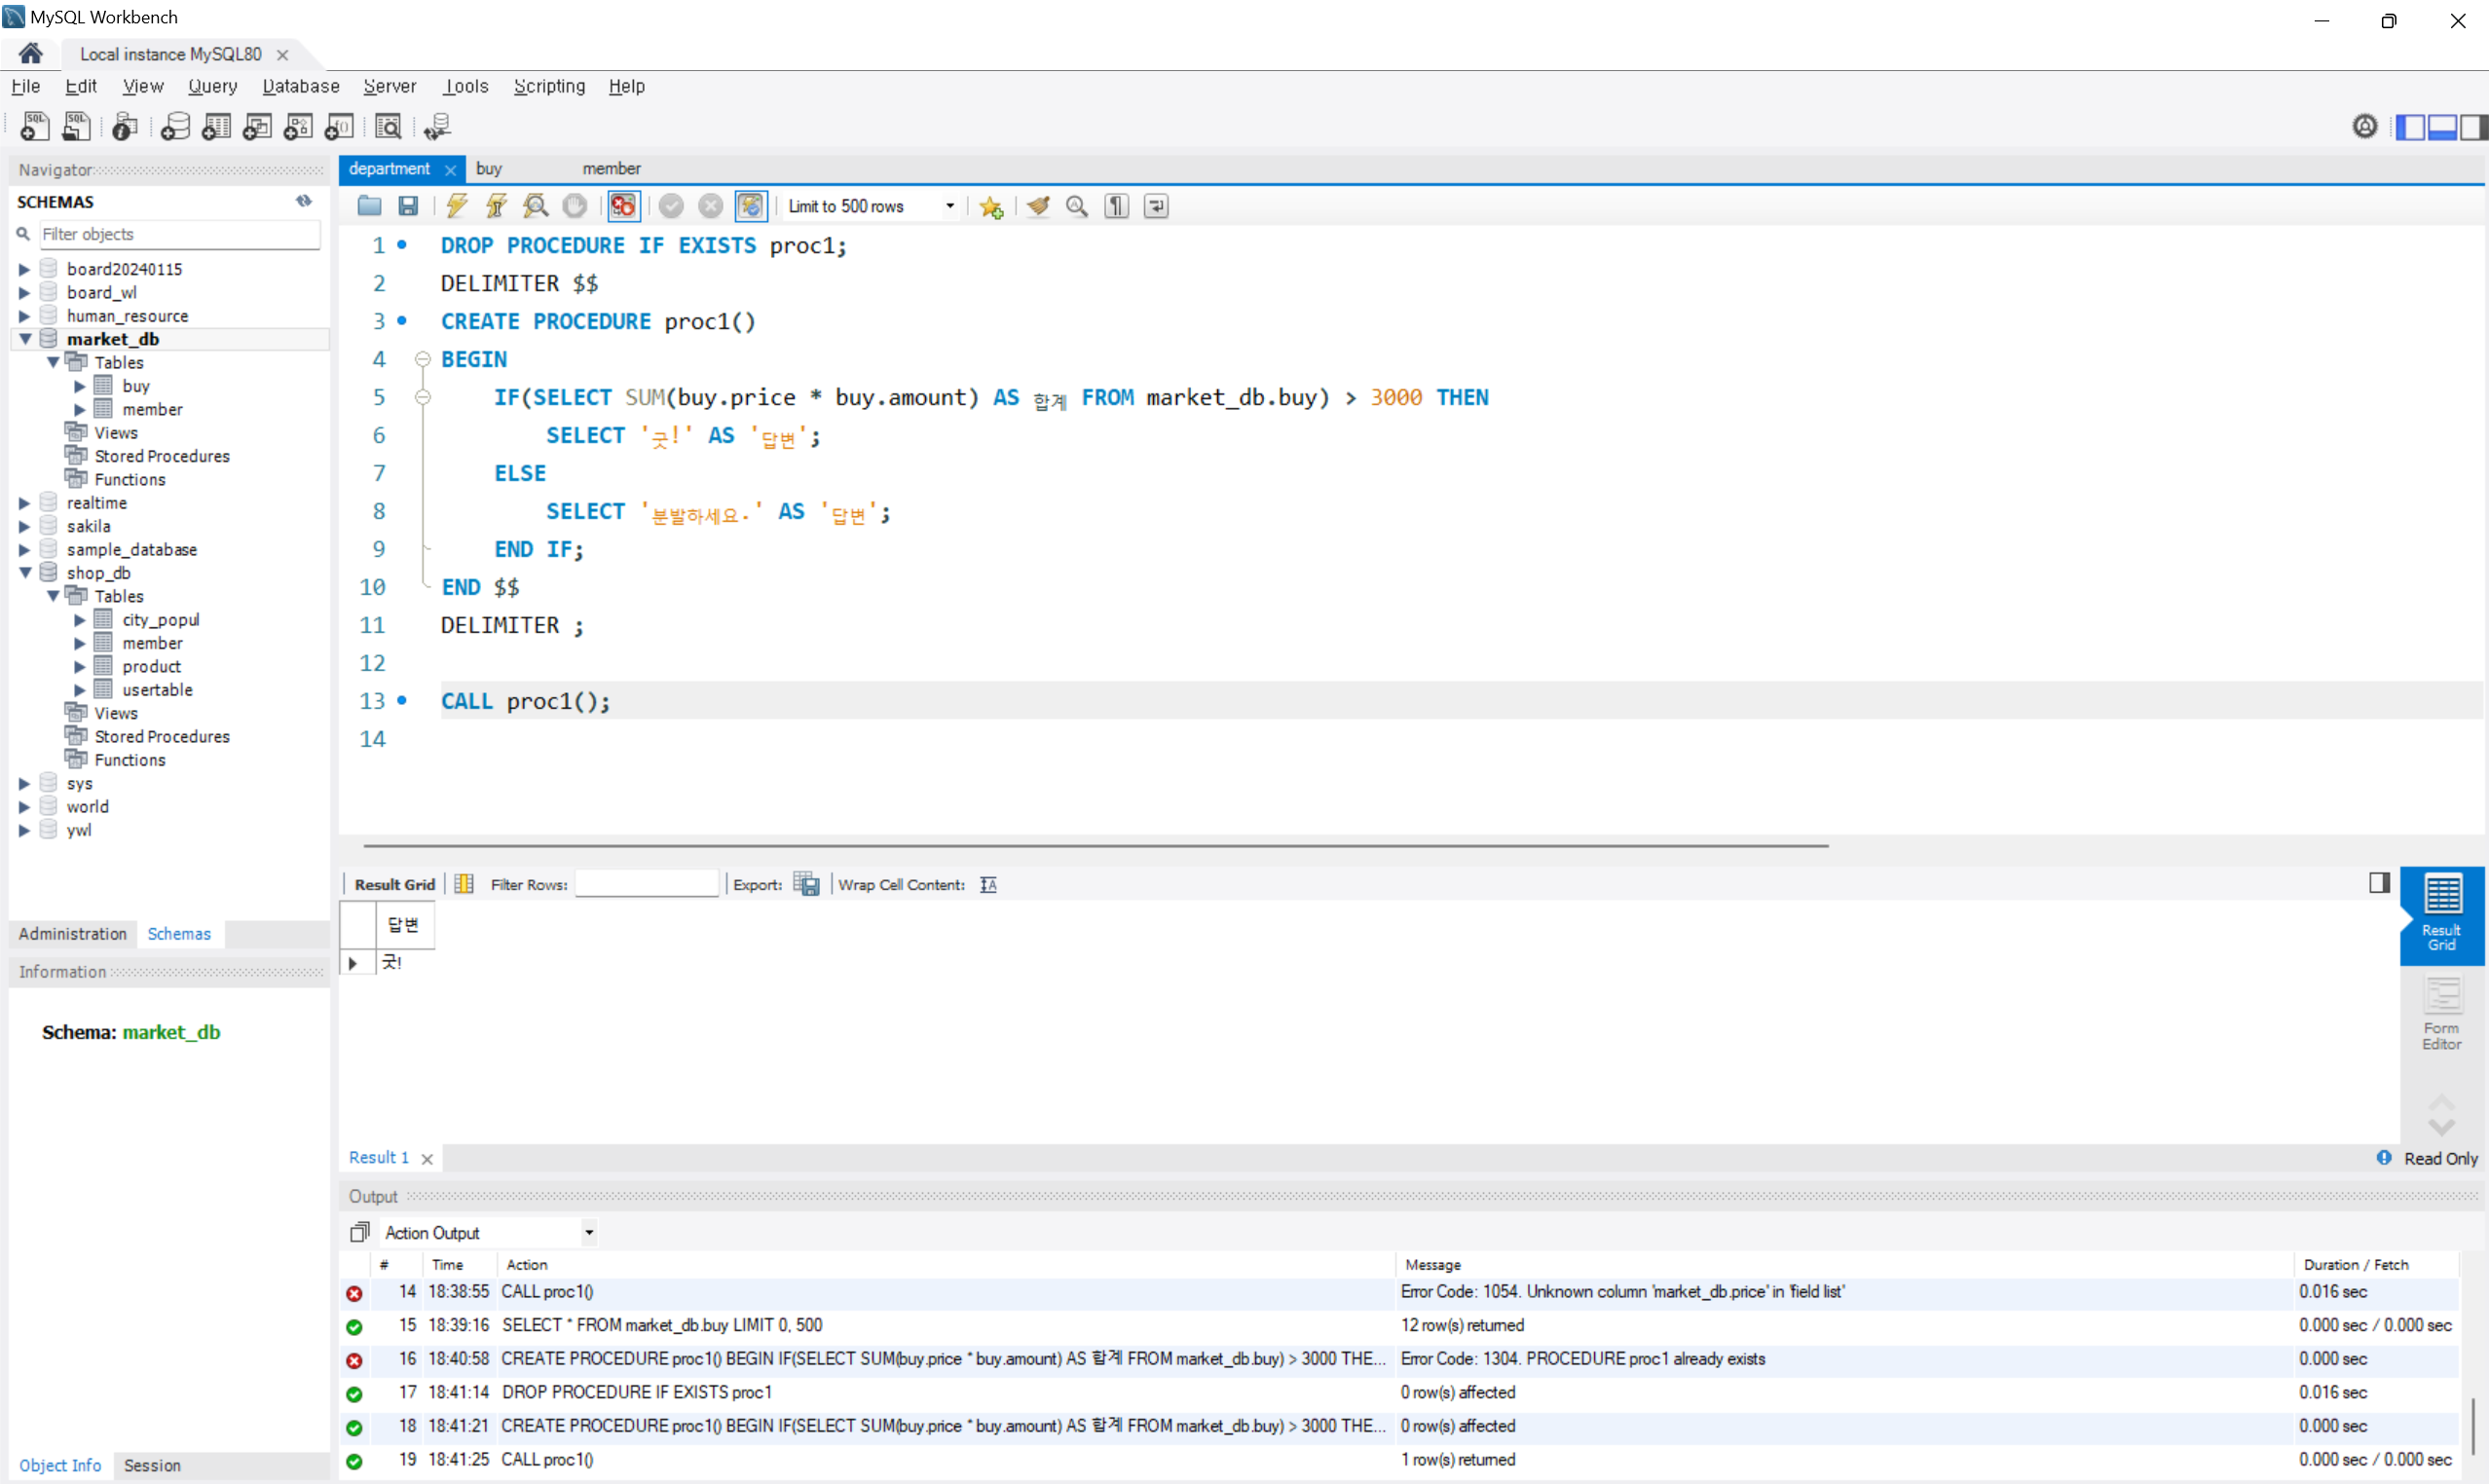 MySQL Workbench
Local instance MySQL80
File Edit View Query Database Server Tools Scripting Help
Navigator
SCHEMAS
Filter objects
board20240115
board_wl
human_resource
market_db
Tables
buy
member
Views
Stored Procedures
Functions
realtime
sakila
sample_database
shop_db
Tables
city_popul
member
product
usertable
Views
Stored Procedures
Functions
sys
world
ywl
Administration Schemas
Information
Schema: market_db
Object Info Session
department buy member
Limit to 500 rows
1 DROP PROCEDURE IF EXISTS proc1;
2 DELIMITER $$
3 CREATE PROCEDURE proc1()
4 BEGIN
5 IF(SELECT SUM(buy.price * buy.amount) AS 합계 FROM market_db.buy) > 3000 THEN
6 SELECT '굿!' AS '답변';
7 ELSE
8 SELECT '분발하세요.' AS '답변';
9 END IF;
10 END $$
11 DELIMITER ;
12
13 CALL proc1();
14
Result Grid Filter Rows: Export: Wrap Cell Content:
답변
굿!
Result Grid
Form Editor
Result 1
Read Only
Output
Action Output
# Time Action Message Duration / Fetch
14 18:38:55 CALL proc1() Error Code: 1054. Unknown column 'market_db.price' in 'field list' 0.016 sec
15 18:39:16 SELECT * FROM market_db.buy LIMIT 0, 500 12 row(s) returned 0.000 sec / 0.000 sec
16 18:40:58 CREATE PROCEDURE proc1() BEGIN IF(SELECT SUM(buy.price * buy.amount) AS 합계 FROM market_db.buy) > 3000 THE... Error Code: 1304. PROCEDURE proc1 already exists 0.000 sec
17 18:41:14 DROP PROCEDURE IF EXISTS proc1 0 row(s) affected 0.016 sec
18 18:41:21 CREATE PROCEDURE proc1() BEGIN IF(SELECT SUM(buy.price * buy.amount) AS 합계 FROM market_db.buy) > 3000 THE... 0 row(s) affected 0.000 sec
19 18:41:25 CALL proc1() 1 row(s) returned 0.000 sec / 0.000 sec